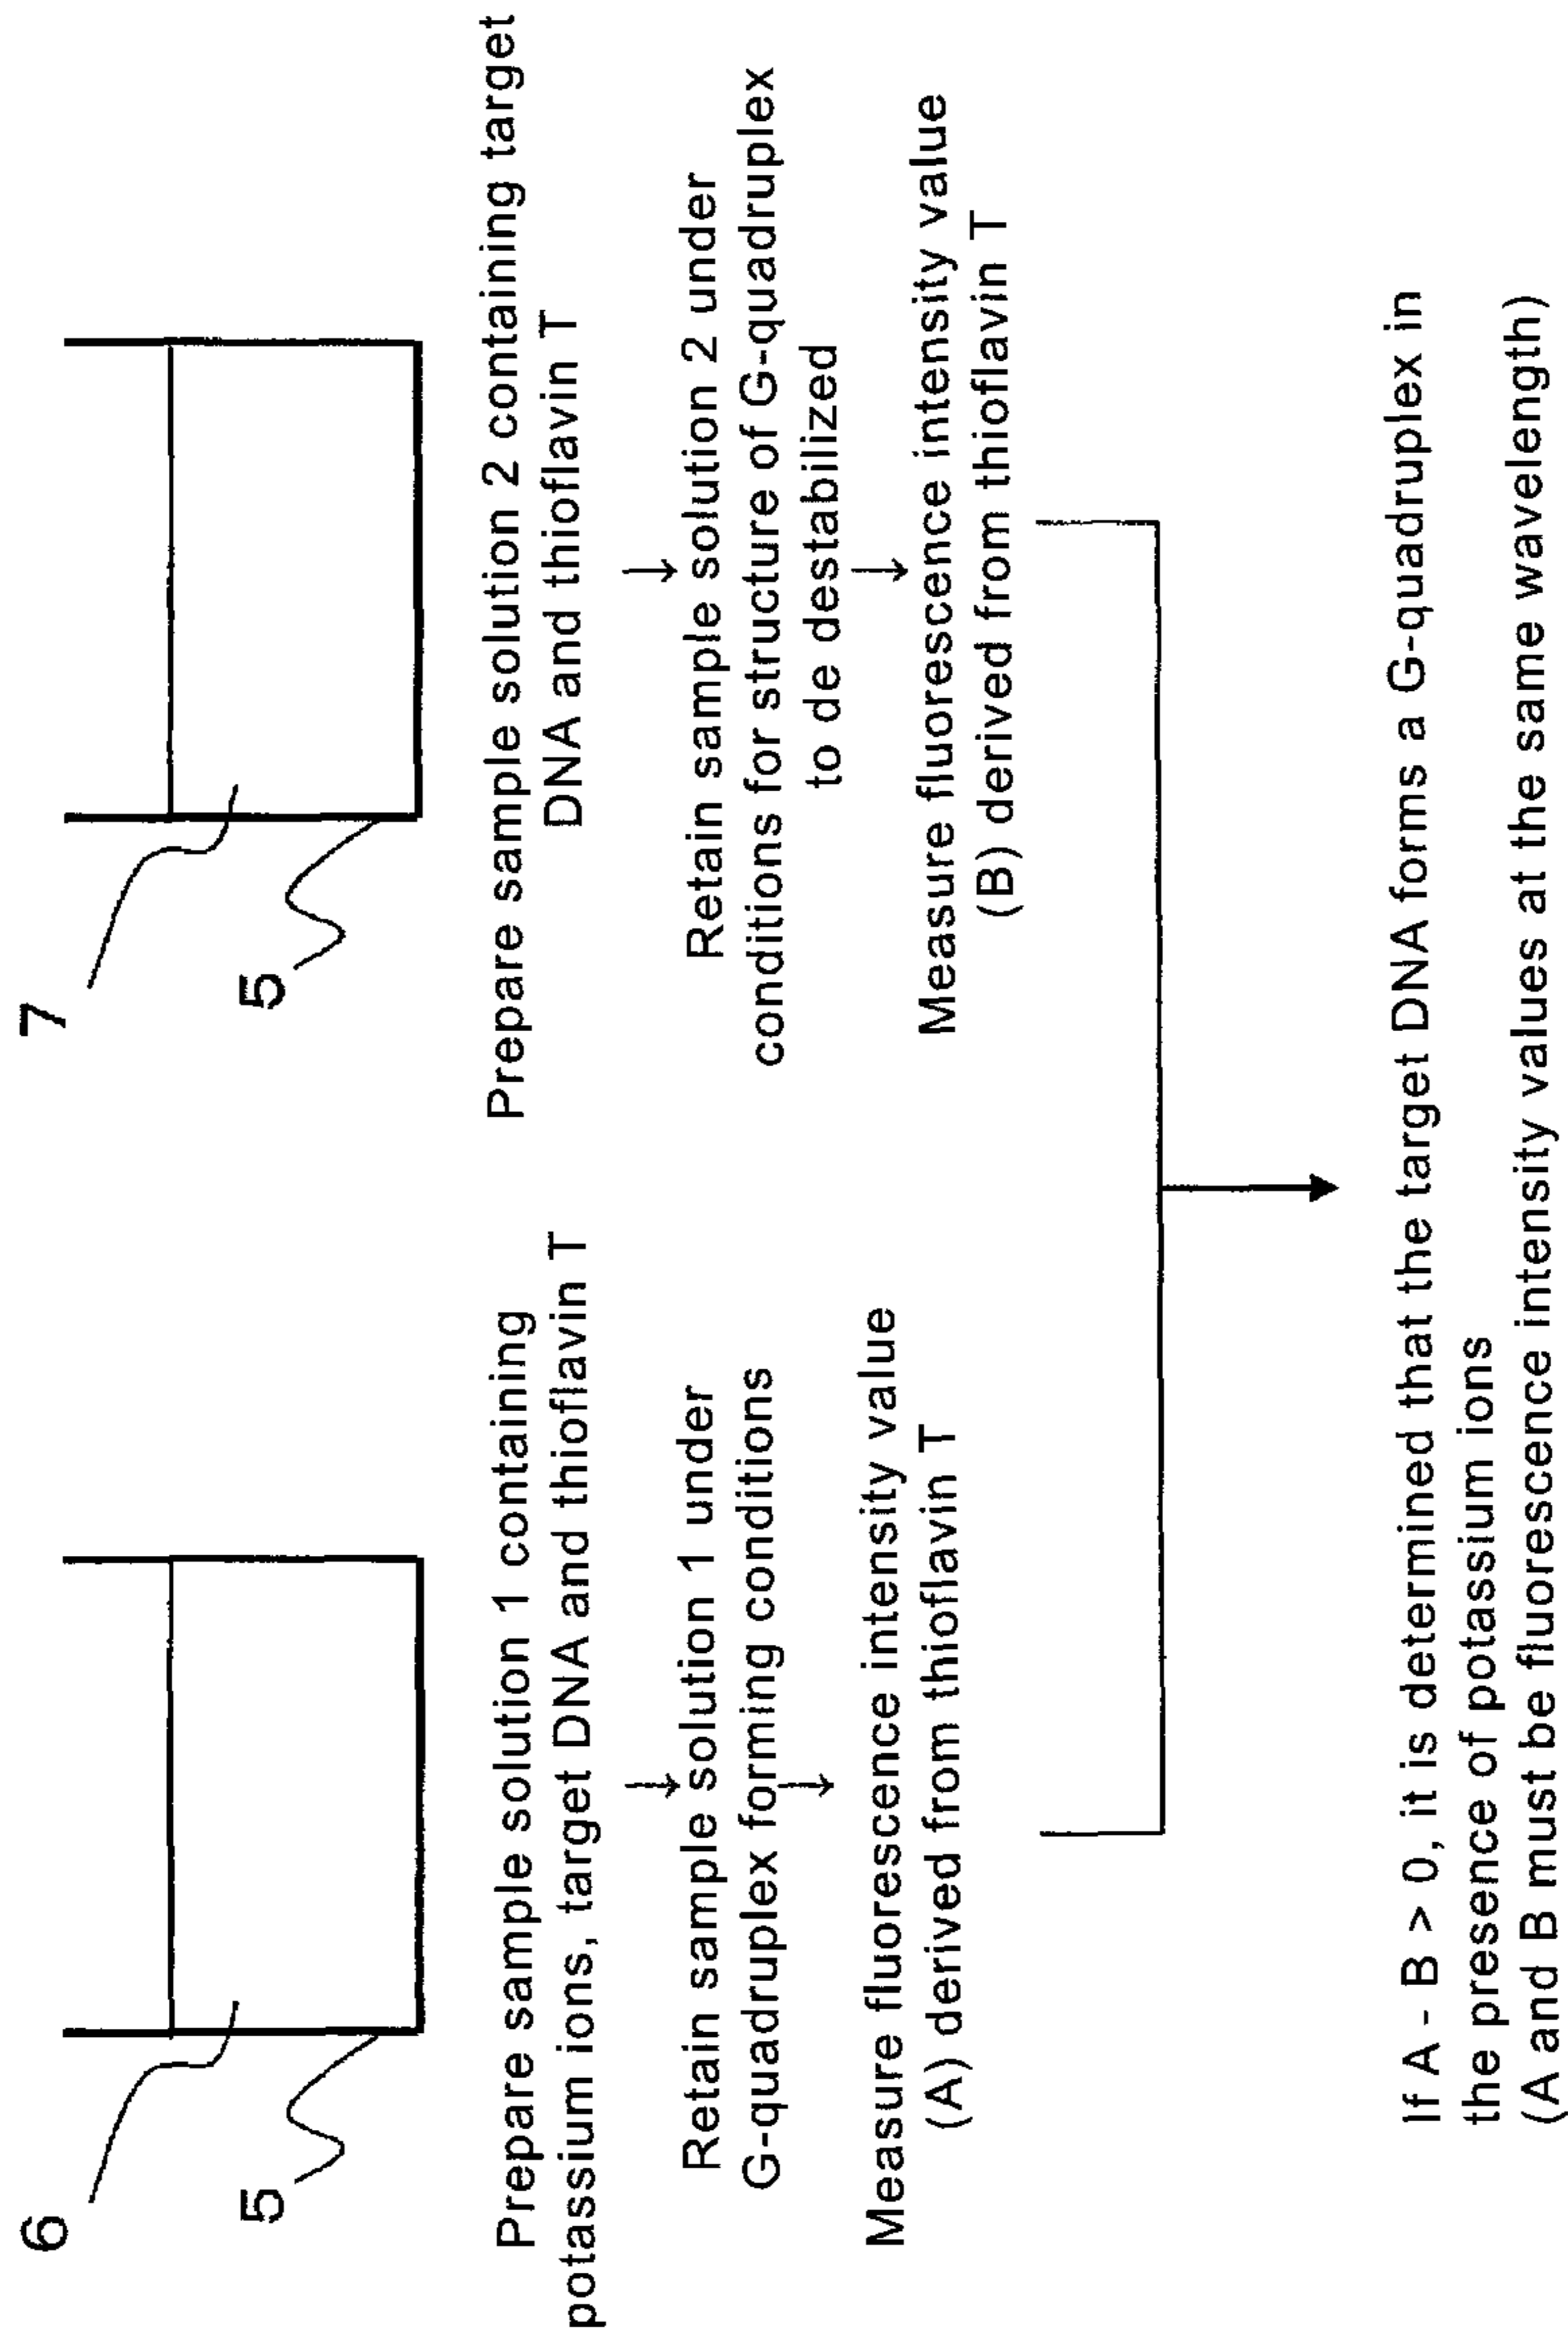 6
5
Prepare sample solution 1 containing
potassium ions, target DNA and thioflavin T
↓
Retain sample solution 1 under
G-quadruplex forming conditions
↓
Measure fluorescence intensity value
(A) derived from thioflavin T
7
5
Prepare sample solution 2 containing target
DNA and thioflavin T
↓
Retain sample solution 2 under
conditions for structure of G-quadruplex
to de destabilized
↓
Measure fluorescence intensity value
(B) derived from thioflavin T
If A - B > 0, it is determined that the target DNA forms a G-quadruplex in
the presence of potassium ions
(A and B must be fluorescence intensity values at the same wavelength)